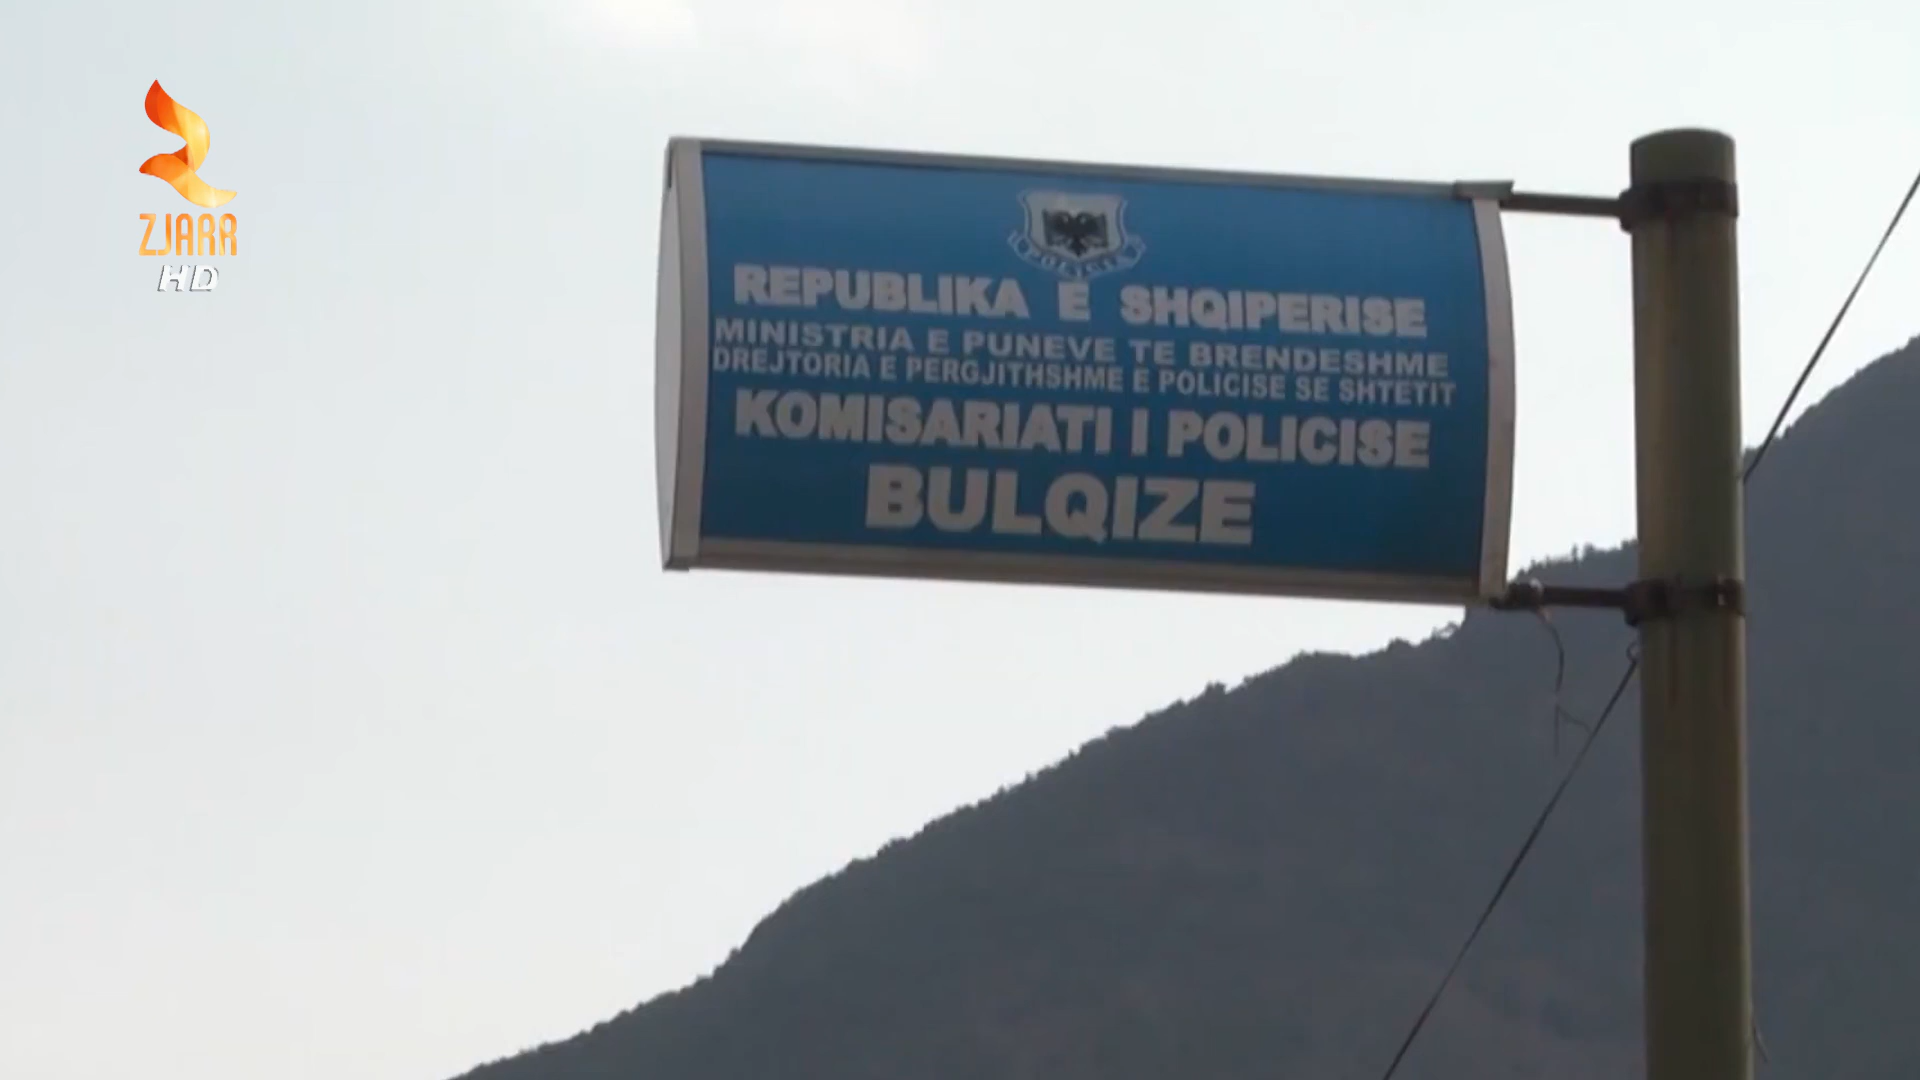 ZJARR
HD
REPUBLIKA E SHQIPERISE
MINISTRIA E PUNEVE TE BRENDESHME
DREJTORIA E PERGJITHSHME E POLICISE SE SHTETIT
KOMISARIATI I POLICISE
BULQIZE